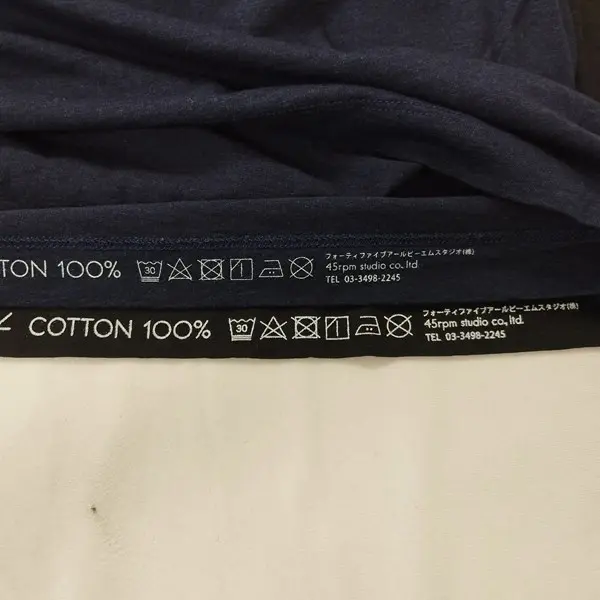 TON 100% 30
フォーティファイブアールピーエムスタジオ(株)
45rpm studio co.,ltd
TEL 03-3498-2245
COTTON 100% 30
フォーティファイブアールピーエムスタジオ(株)
45rpm studio co.,ltd.
TEL 03-3498-2245